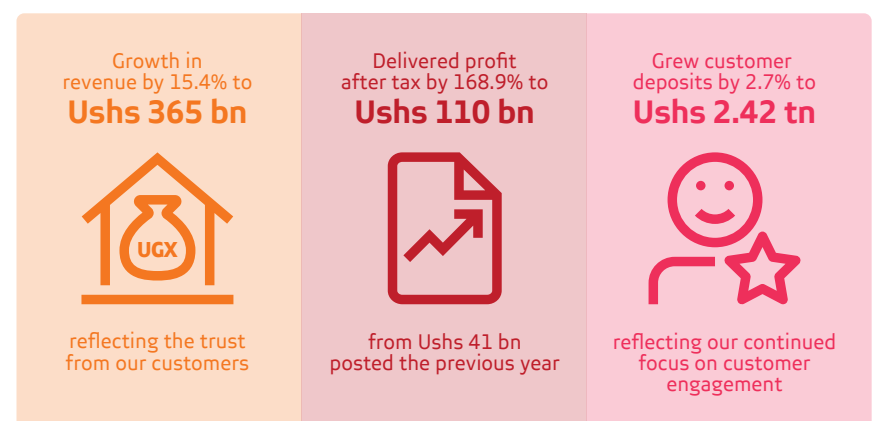 Growth in
revenue by 15.4% to
Ushs 365 bn
UGX
reflecting the trust
from our customers
Delivered profit
after tax by 168.9% to
Ushs 110 bn
from Ushs 41 bn
posted the previous year
Grew customer
deposits by 2.7% to
Ushs 2.42 tn
reflecting our continued
focus on customer
engagement